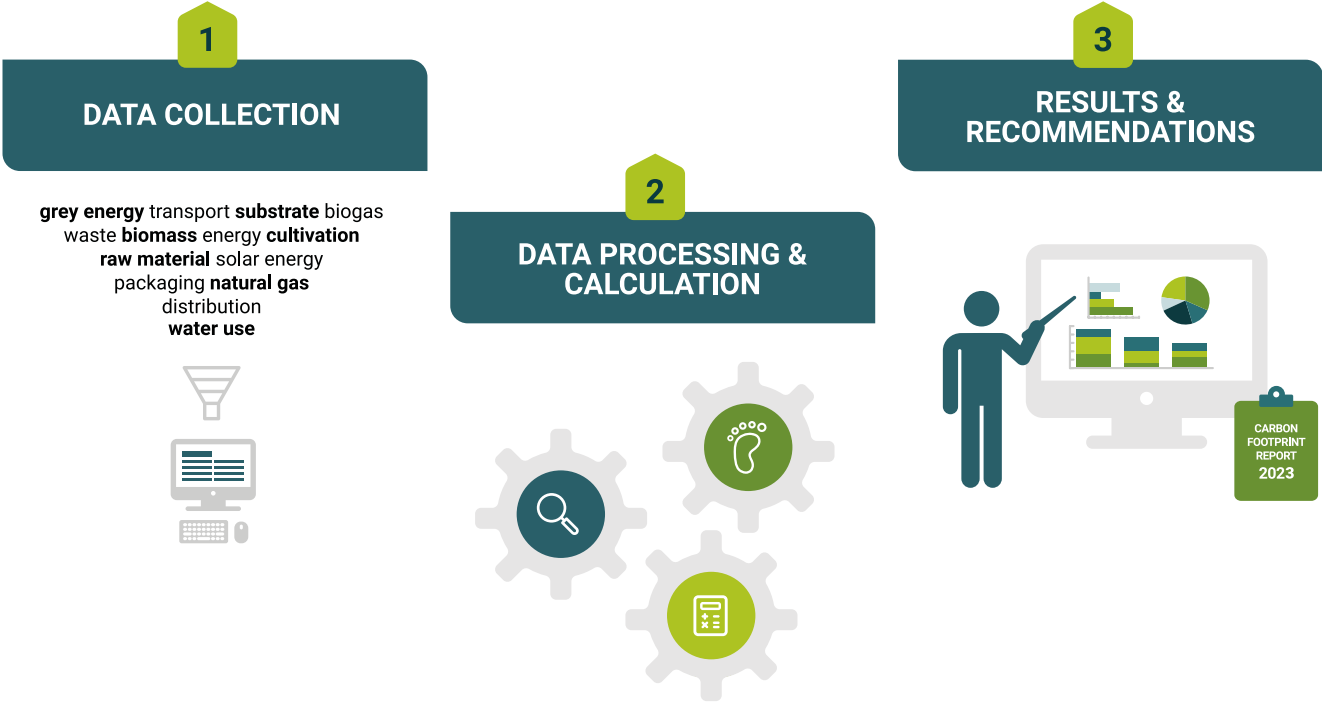 1
DATA COLLECTION
grey energy transport substrate biogas
waste biomass energy cultivation
raw material solar energy
packaging natural gas
distribution
water use
2
DATA PROCESSING &
CALCULATION
3
RESULTS &
RECOMMENDATIONS
CARBON
FOOTPRINT
REPORT
2023